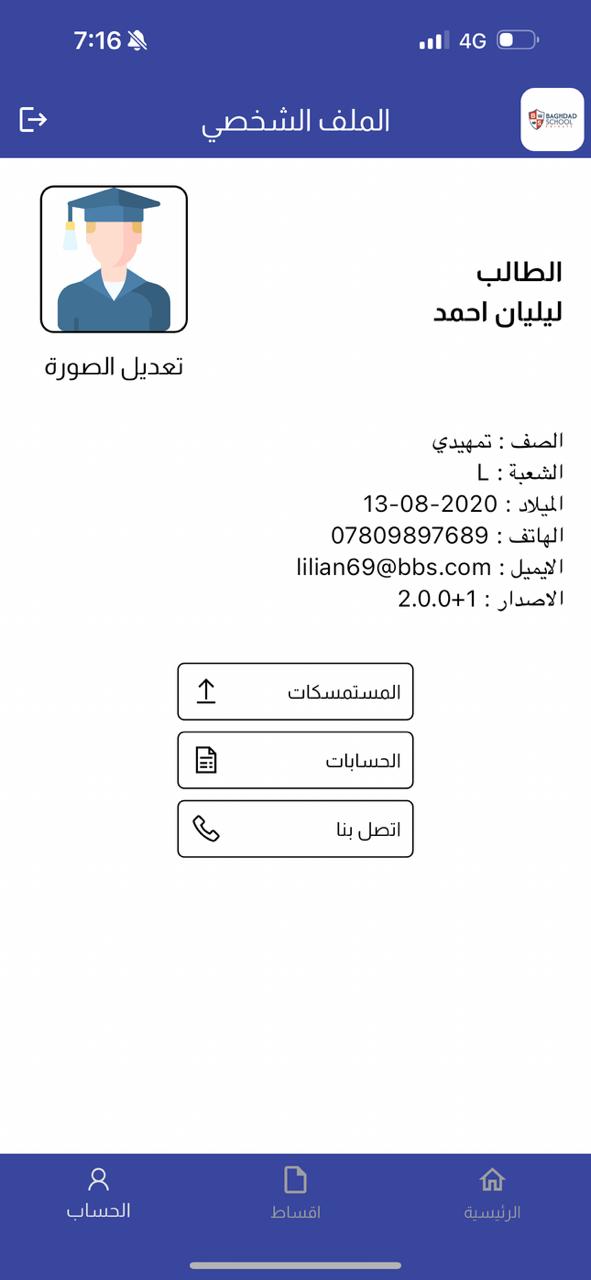 7:16 4G
الملف الشخصي
BAGHDAD
SCHOOL
الطالب
ليليان احمد
تعديل الصورة
الصف : تمهيدي
الشعبة : L
الميلاد : 2020-08-13
الهاتف : 07809897689
الايميل : lilian69@bbs.com
الاصدار : 2.0.0+1
المستمسكات
الحسابات
اتصل بنا
الرئيسية
اقساط
الحساب